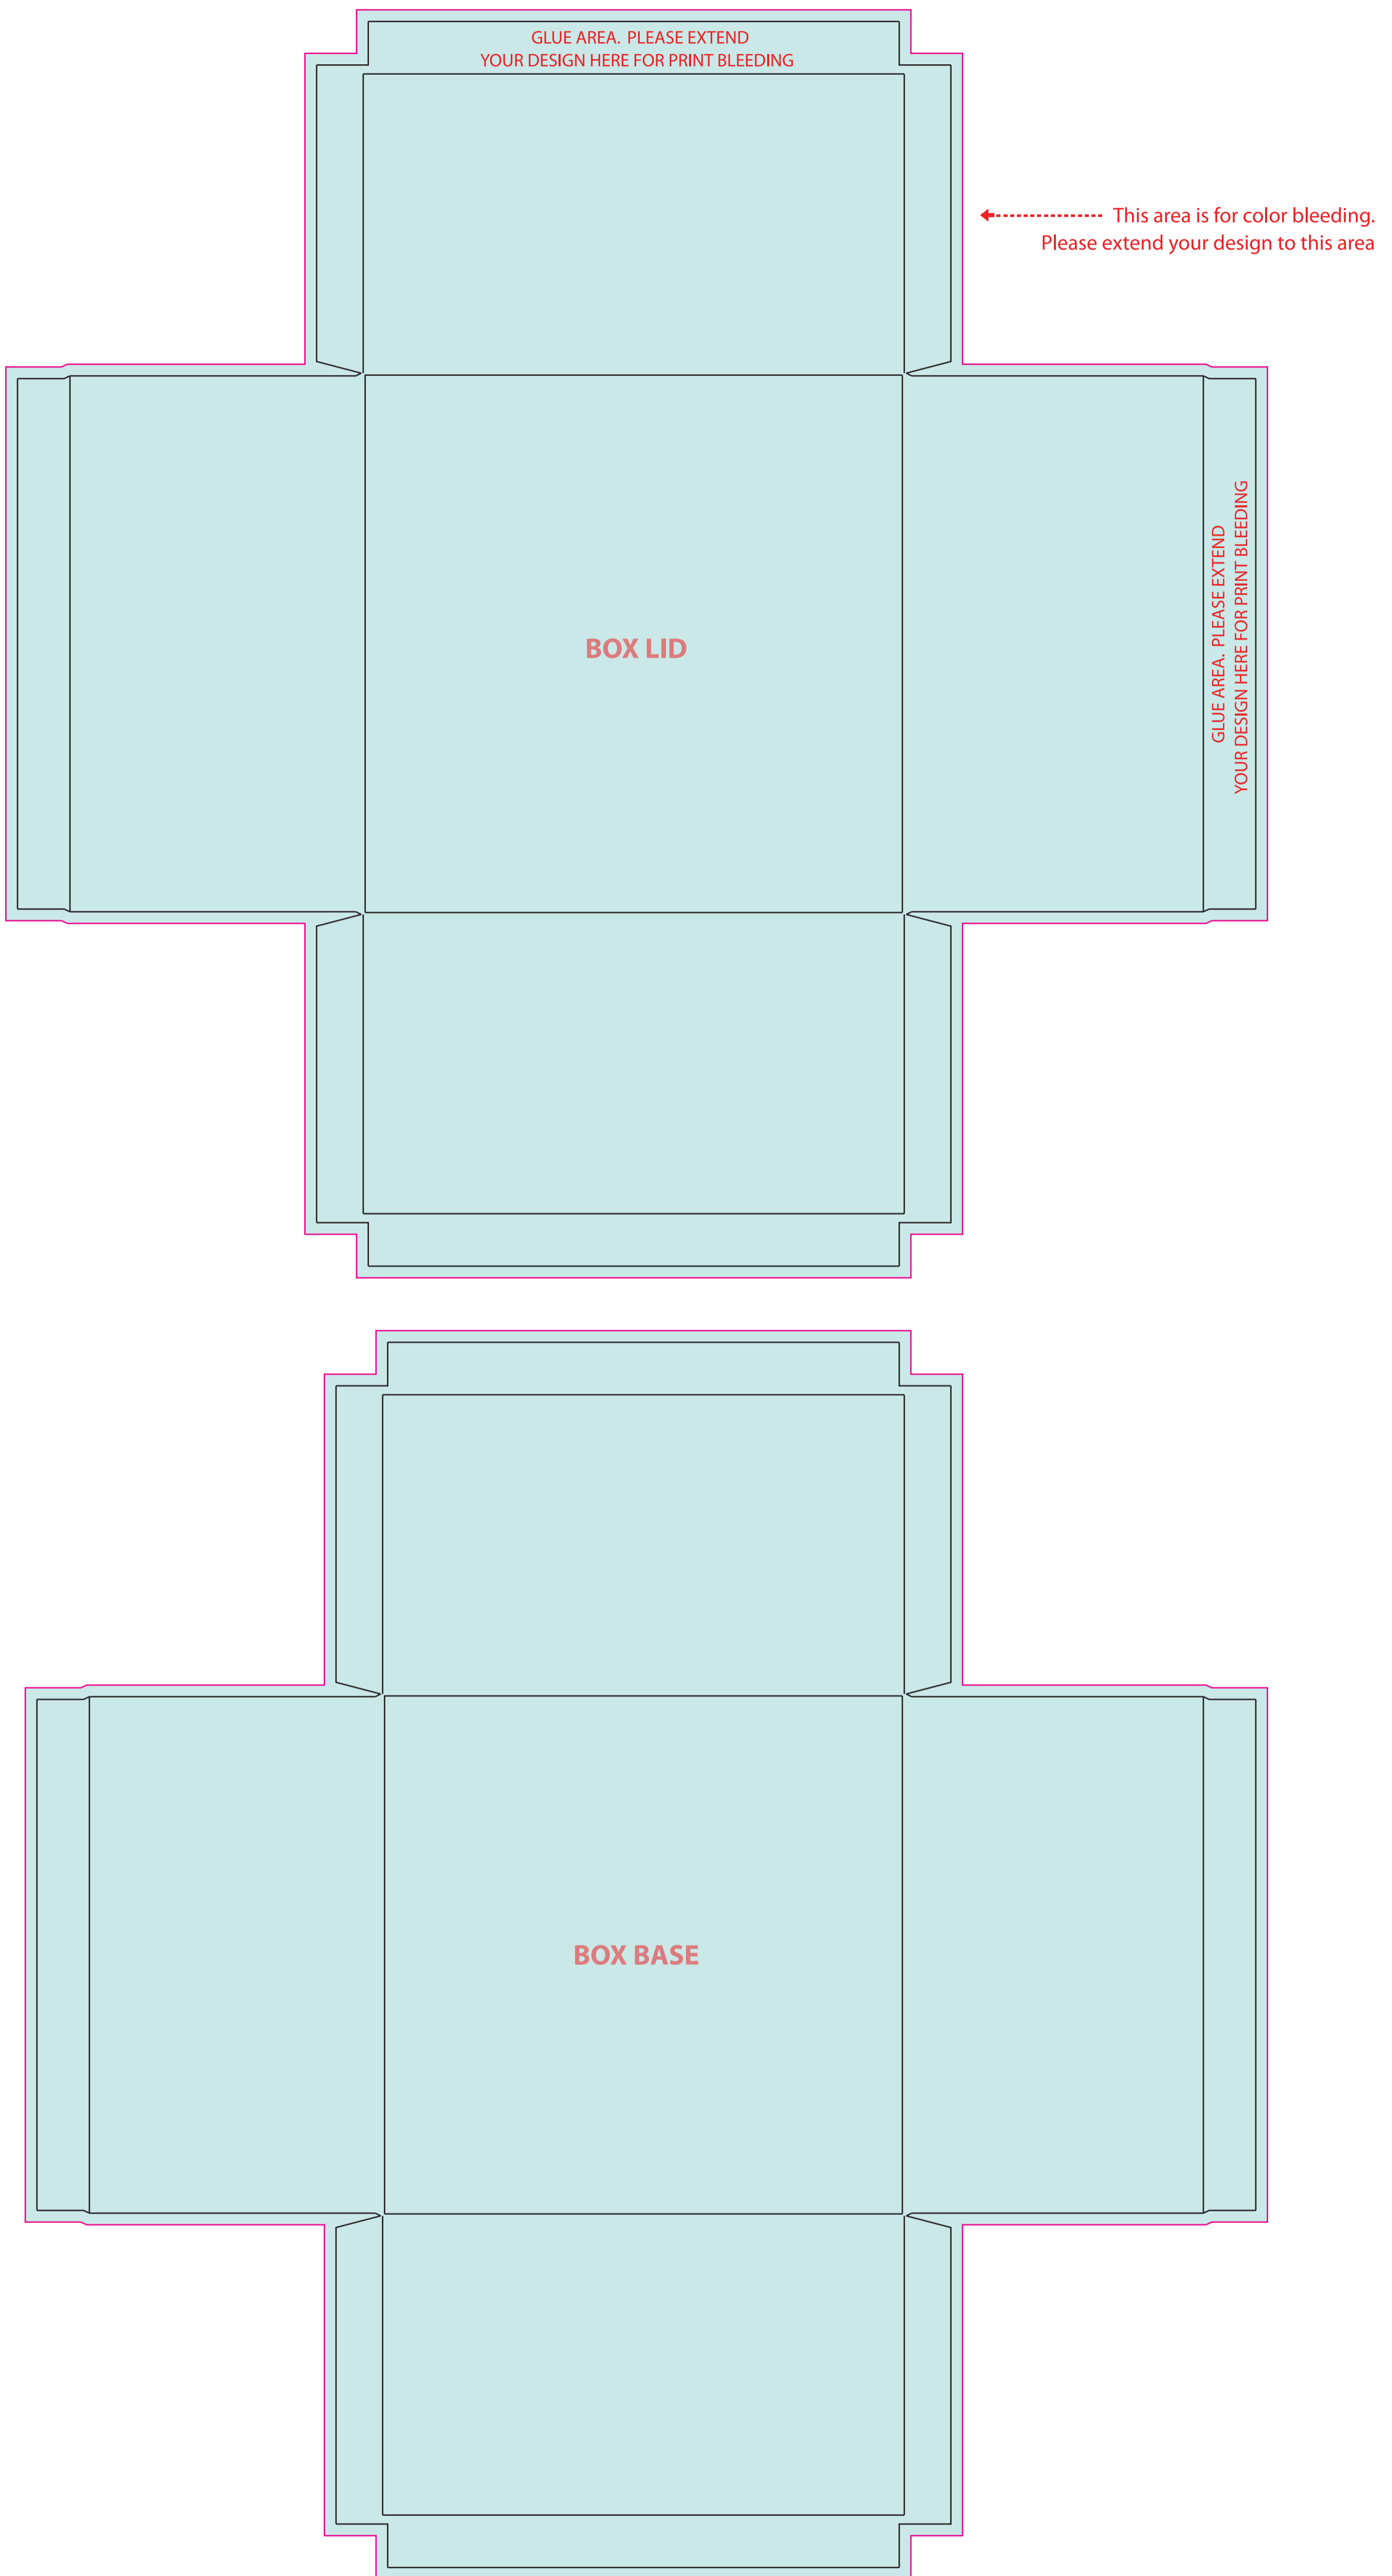 GLUE AREA. PLEASE EXTEND
YOUR DESIGN HERE FOR PRINT BLEEDING
This area is for color bleeding.
Please extend your design to this area
GLUE AREA. PLEASE EXTEND
YOUR DESIGN HERE FOR PRINT BLEEDING
BOX LID
BOX BASE